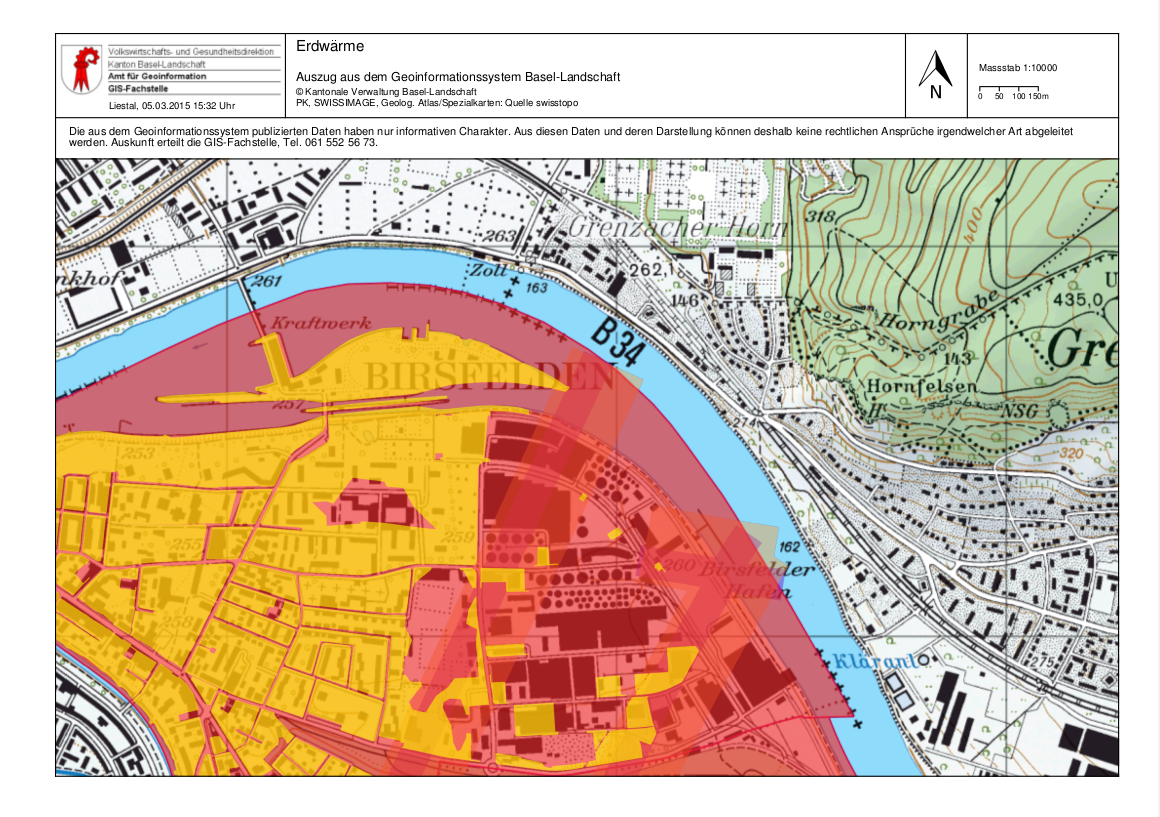 Volkswirtschafts- und Gesundheitsdirektion
Kanton Basel-Landschaft
Amt für Geoinformation
GIS-Fachstelle
Liestal, 05.03.2015 15:32 Uhr
Erdwärme
Auszug aus dem Geoinformationssystem Basel-Landschaft
© Kantonale Verwaltung Basel-Landschaft
PK, SWISSIMAGE, Geolog. Atlas/Spezialkarten: Quelle swisstopo
N
Massstab 1:10000
0 50 100 150m
Die aus dem Geoinformationssystem publizierten Daten haben nur informativen Charakter. Aus diesen Daten und deren Darstellung können deshalb keine rechtlichen Ansprüche irgendwelcher Art abgeleitet
werden. Auskunft erteilt die GIS-Fachstelle, Tel. 061 552 56 73.
318
400
Grenzacher Horn
263
262,1
Zoll
163
261
nkhof
146
U
435,0
Horngrabe
Kraftwerk
B34
143
Gre
BIRSFELDEN
Hornfelsen
H
NSG
257
274
253
320
259
255
162
260 Birsfelder
Hafen
258
Kläranl
275